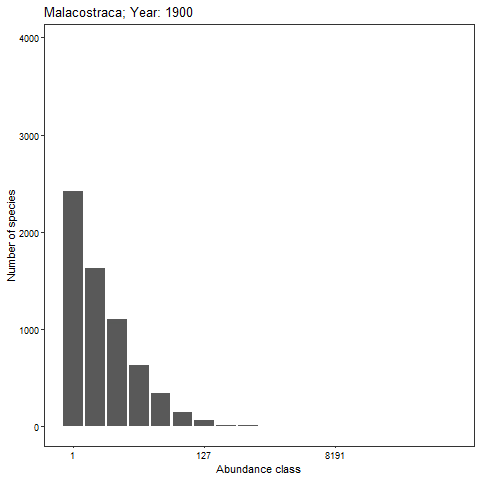 Malacostraca; Year: 1900
4000
3000
2000
1000
0
Number of species
1 127 8191
Abundance class